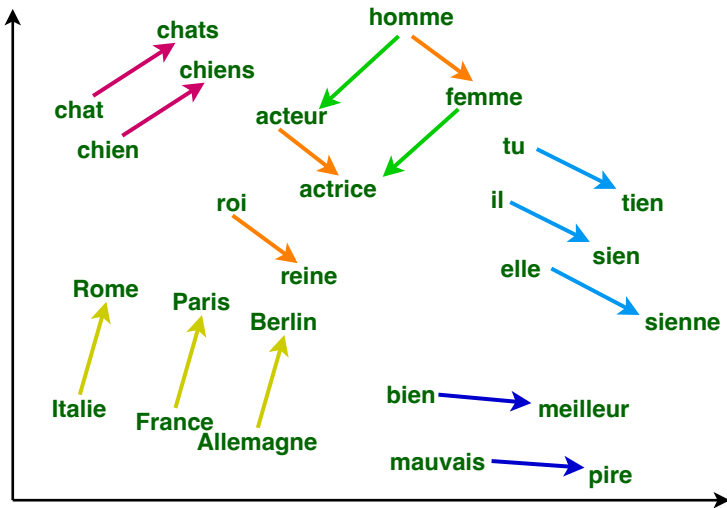 homme
chats
chiens
femme
chat
acteur
chien
tu
actrice
il
roi
tien
sien
elle
reine
Rome
Paris
Berlin
sienne
bien
Italie
meilleur
France
Allemagne
mauvais
pire